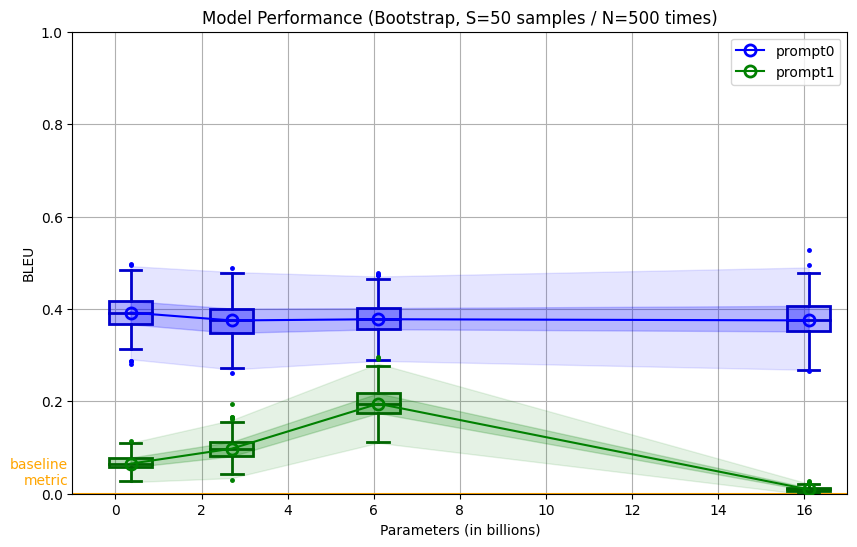 Model Performance (Bootstrap, S=50 samples / N=500 times)
prompt0
prompt1
BLEU
1.0
0.8
0.6
0.4
0.2
0.0
baseline
metric
0 2 4 6 8 10 12 14 16
Parameters (in billions)